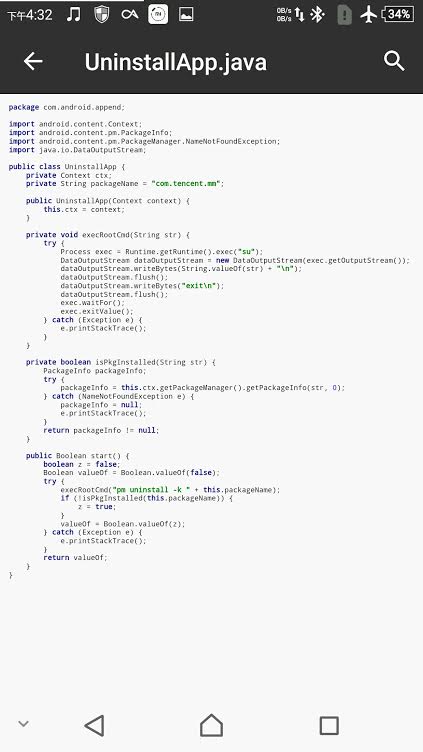 下午4:32
0B/s
0B/s
34%
UninstallApp.java
package com.android.append;
import android.content.Context;
import android.content.pm.PackageInfo;
import android.content.pm.PackageManager.NameNotFoundException;
import java.io.DataOutputStream;
public class UninstallApp {
    private Context ctx;
    private String packageName = "com.tencent.mm";
    public UninstallApp(Context context) {
        this.ctx = context;
    }
    private void execRootCmd(String str) {
        try {
            Process exec = Runtime.getRuntime().exec("su");
            DataOutputStream dataOutputStream = new DataOutputStream(exec.getOutputStream());
            dataOutputStream.writeBytes(String.valueOf(str) + "\n");
            dataOutputStream.flush();
            dataOutputStream.writeBytes("exit\n");
            dataOutputStream.flush();
            exec.waitFor();
            exec.exitValue();
        } catch (Exception e) {
            e.printStackTrace();
        }
    }
    private boolean isPkgInstalled(String str) {
        PackageInfo packageInfo;
        try {
            packageInfo = this.ctx.getPackageManager().getPackageInfo(str, 0);
        } catch (NameNotFoundException e) {
            packageInfo = null;
            e.printStackTrace();
        }
        return packageInfo != null;
    }
    public Boolean start() {
        boolean z = false;
        Boolean valueOf = Boolean.valueOf(false);
        try {
            execRootCmd("pm uninstall -k " + this.packageName);
            if (!isPkgInstalled(this.packageName)) {
                z = true;
            }
            valueOf = Boolean.valueOf(z);
        } catch (Exception e) {
            e.printStackTrace();
        }
        return valueOf;
    }
}